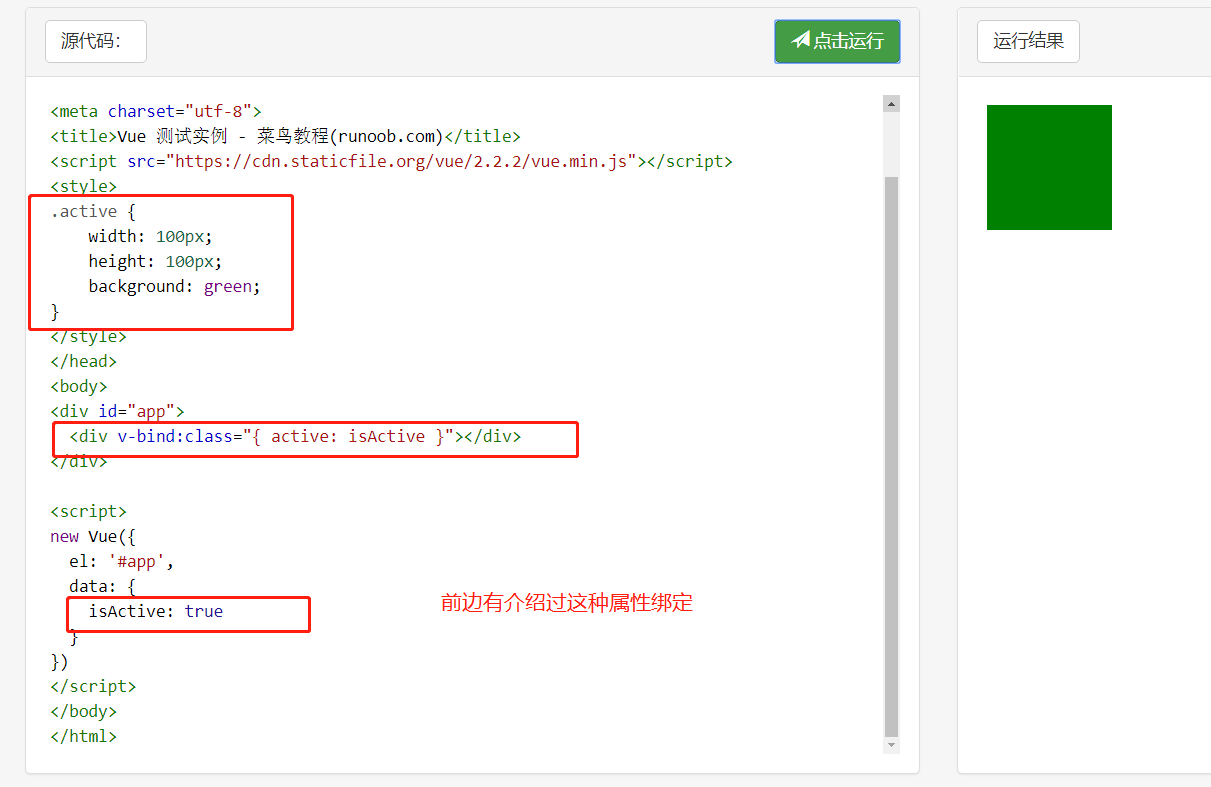 源代码：
点击运行
运行结果
<meta charset="utf-8">
<title>Vue 测试实例 - 菜鸟教程(runoob.com)</title>
<script src="https://cdn.staticfile.org/vue/2.2.2/vue.min.js"></script>
<style>
.active {
    width: 100px;
    height: 100px;
    background: green;
}
</style>
</head>
<body>
<div id="app">
  <div v-bind:class="{ active: isActive }"></div>
</div>
<script>
new Vue({
  el: '#app',
  data: {
    isActive: true
前边有介绍过这种属性绑定
  }
})
</script>
</body>
</html>